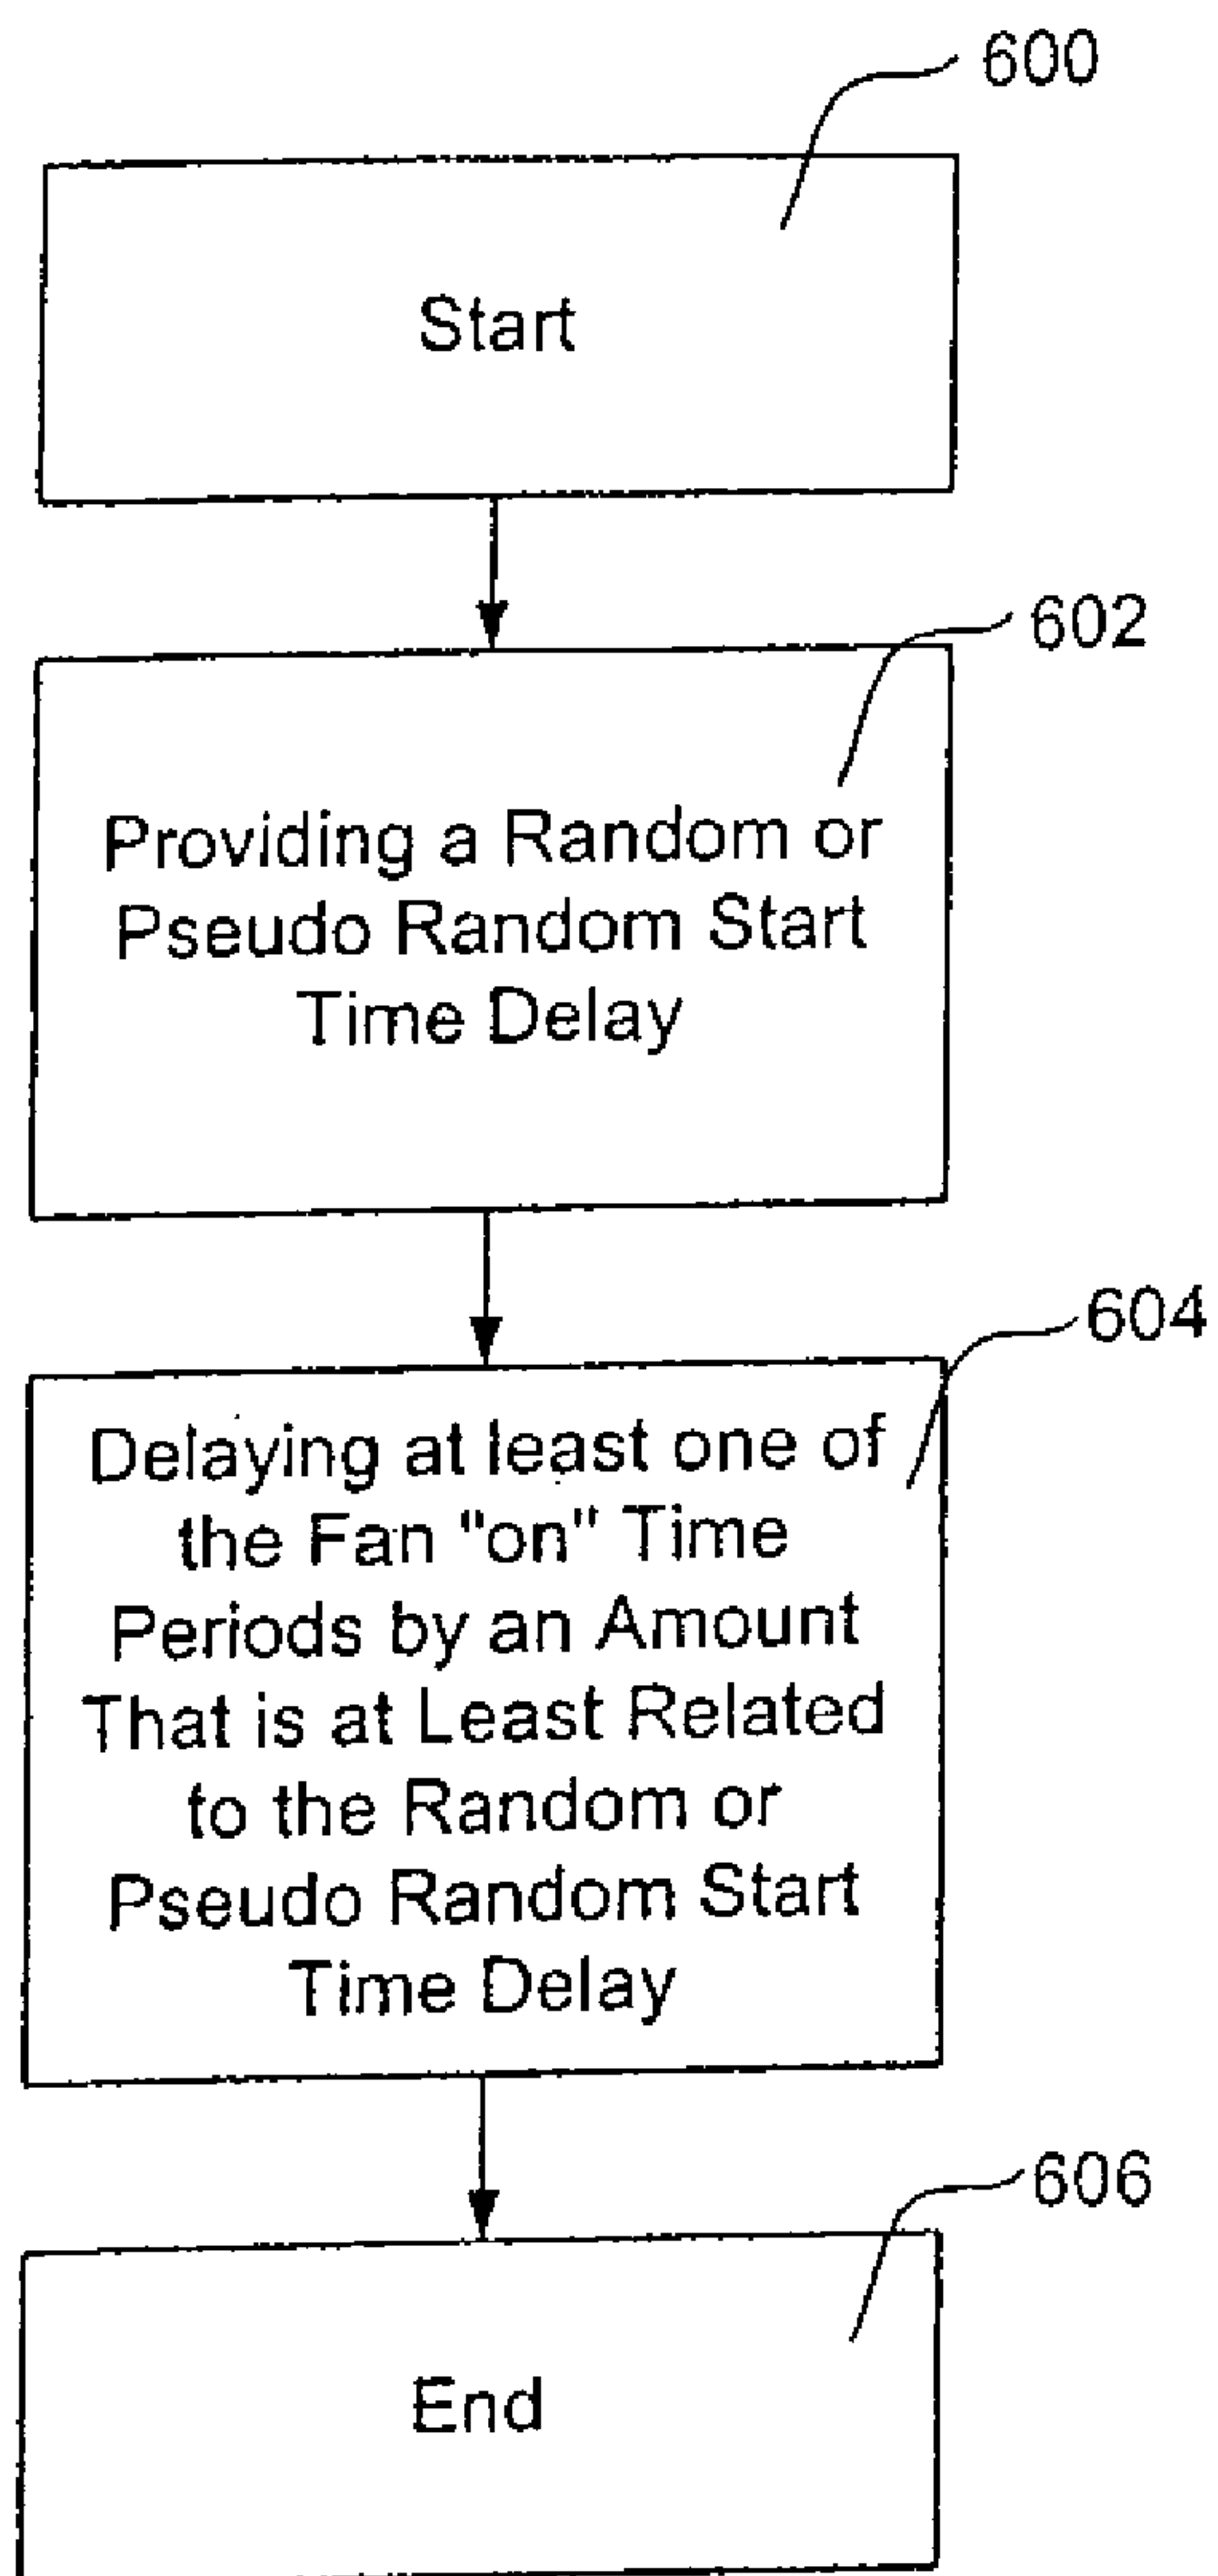 600
Start
602
Providing a Random or
Pseudo Random Start
Time Delay
604
Delaying at least one of
the Fan "on" Time
Periods by an Amount
That is at Least Related
to the Random or
Pseudo Random Start
Time Delay
606
End